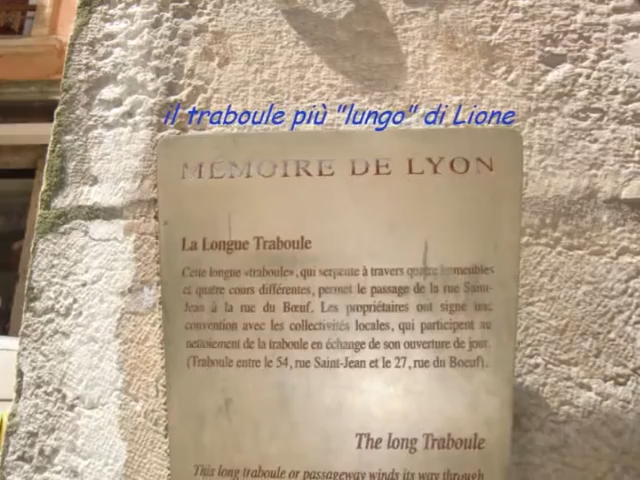 il traboule più "lungo" di Lione
MÉMOIRE DE LYON
La Longue Traboule
Cette longue «traboule», qui serpente à travers quatre immeubles
et quatre cours différentes, permet le passage de la rue Saint-
Jean à la rue du Bœuf. Les propriétaires ont signé une
convention avec les collectivités locales, qui participent au
nettoiement de la traboule en échange de son ouverture de jour.
(Traboule entre le 54, rue Saint-Jean et le 27, rue du Boeuf).
The long Traboule
This long traboule or passageway winds its way through